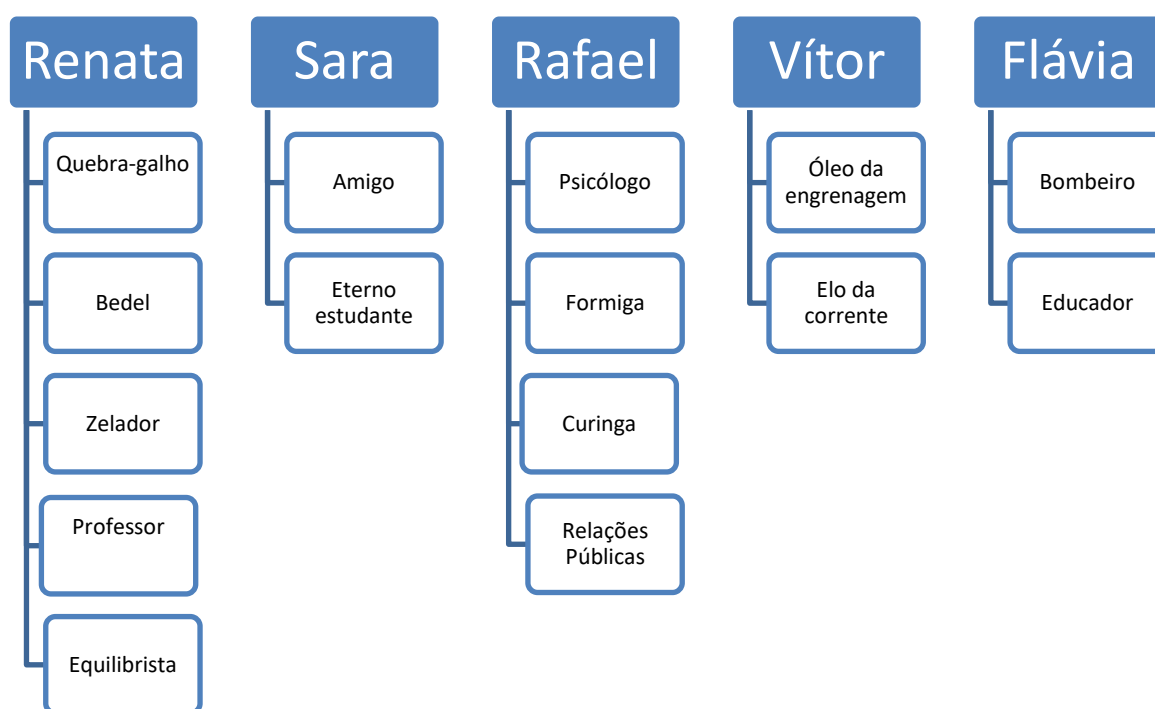 Renata
Quebra-galho
Bedel
Zelador
Professor
Equilibrista
Sara
Amigo
Eterno
estudante
Rafael
Psicólogo
Formiga
Curinga
Relações
Públicas
Vítor
Óleo da
engrenagem
Elo da
corrente
Flávia
Bombeiro
Educador